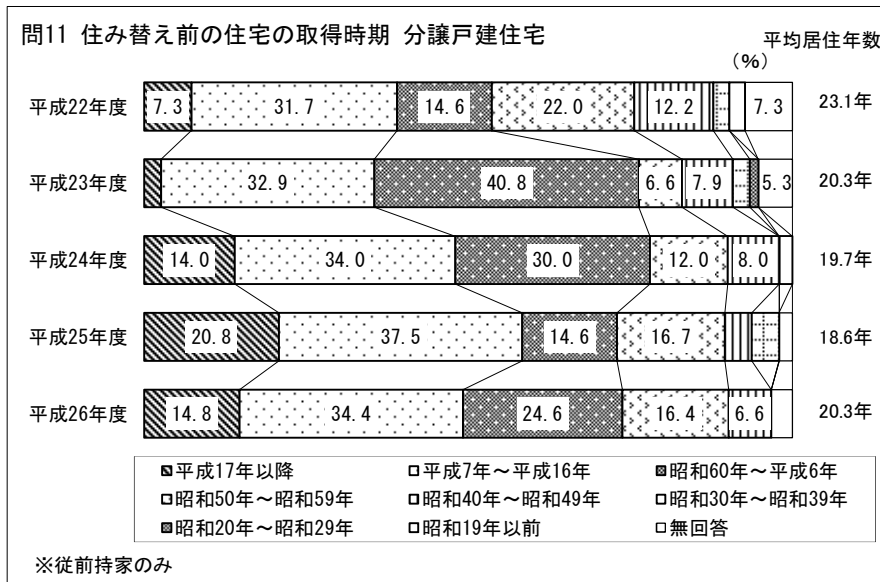 問11 住み替え前の住宅の取得時期 分譲戸建住宅
平均居住年数
(%)
平成22年度 7.3 31.7 14.6 22.0 12.2 7.3 23.1年
平成23年度 32.9 40.8 6.6 7.9 5.3 20.3年
平成24年度 14.0 34.0 30.0 12.0 8.0 19.7年
平成25年度 20.8 37.5 14.6 16.7 18.6年
平成26年度 14.8 34.4 24.6 16.4 6.6 20.3年
平成17年以降 平成7年～平成16年 昭和60年～平成6年
昭和50年～昭和59年 昭和40年～昭和49年 昭和30年～昭和39年
昭和20年～昭和29年 昭和19年以前 無回答
※従前持家のみ